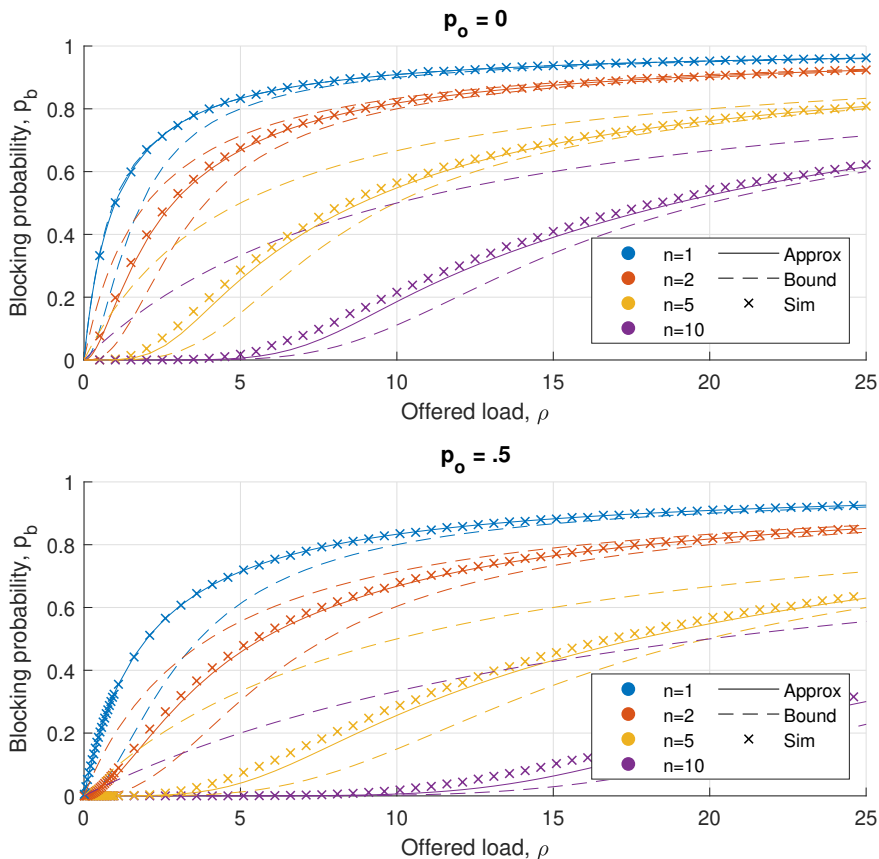 p_o = 0
Blocking probability, p_b
1
0.8
0.6
0.4
0.2
0
n=1 Approx
n=2 Bound
n=5 Sim
n=10
0 5 10 15 20 25
Offered load, ρ
p_o = .5
Blocking probability, p_b
1
0.8
0.6
0.4
0.2
0
n=1 Approx
n=2 Bound
n=5 Sim
n=10
0 5 10 15 20 25
Offered load, ρ